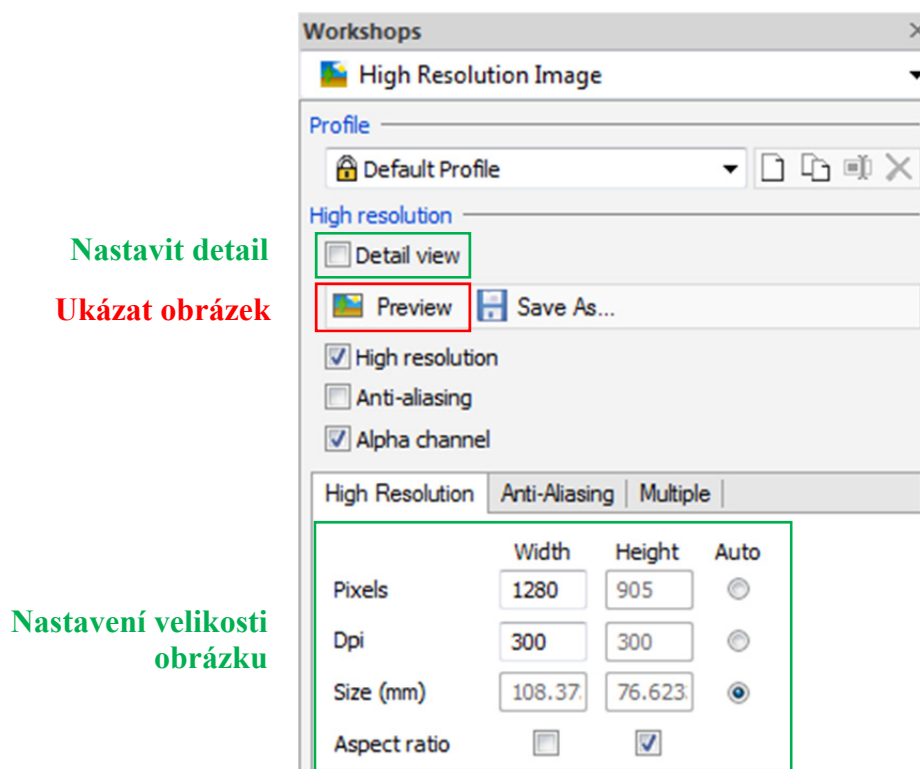 Workshops
High Resolution Image
Profile
Default Profile
High resolution
Nastavit detail
Detail view
Ukázat obrázek
Preview Save As...
High resolution
Anti-aliasing
Alpha channel
High Resolution Anti-Aliasing Multiple
Width Height Auto
Pixels 1280 905
Nastavení velikosti
obrázku
Dpi 300 300
Size (mm) 108.37 76.623
Aspect ratio